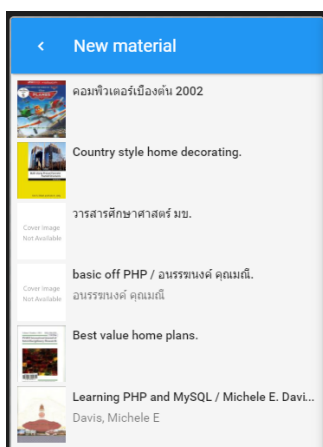 New material
คอมพิวเตอร์เบื้องต้น 2002
Country style home decorating.
วารสารศึกษาศาสตร์ มข.
Cover Image
Not Available
basic off PHP / อนรรฆนงค์ คุณมณี.
Cover Image
Not Available
อนรรฆนงค์ คุณมณี
Best value home plans.
Learning PHP and MySQL / Michele E. Davi...
Davis, Michele E